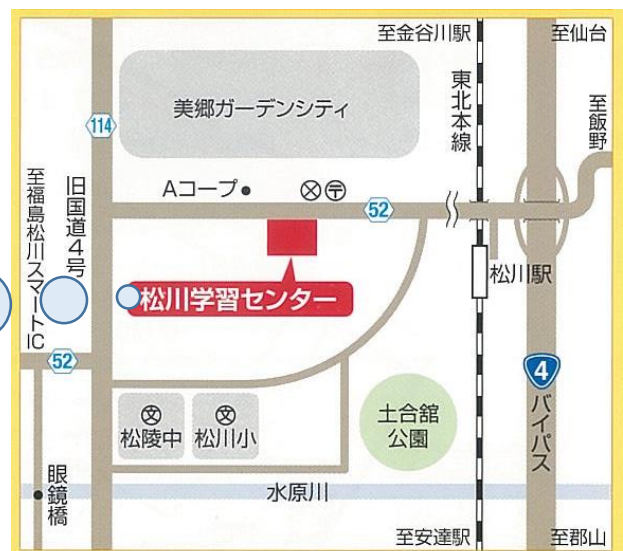 至金谷川駅
至仙台
美郷ガーデンシティ
東北本線
至飯野
114
Aコープ
〒
52
旧国道4号
至福島松川スマートIC
松川駅
松川学習センター
52
4
バイパス
文
松陵中
文
松川小
土合舘
公園
眼鏡橋
水原川
至安達駅
至郡山